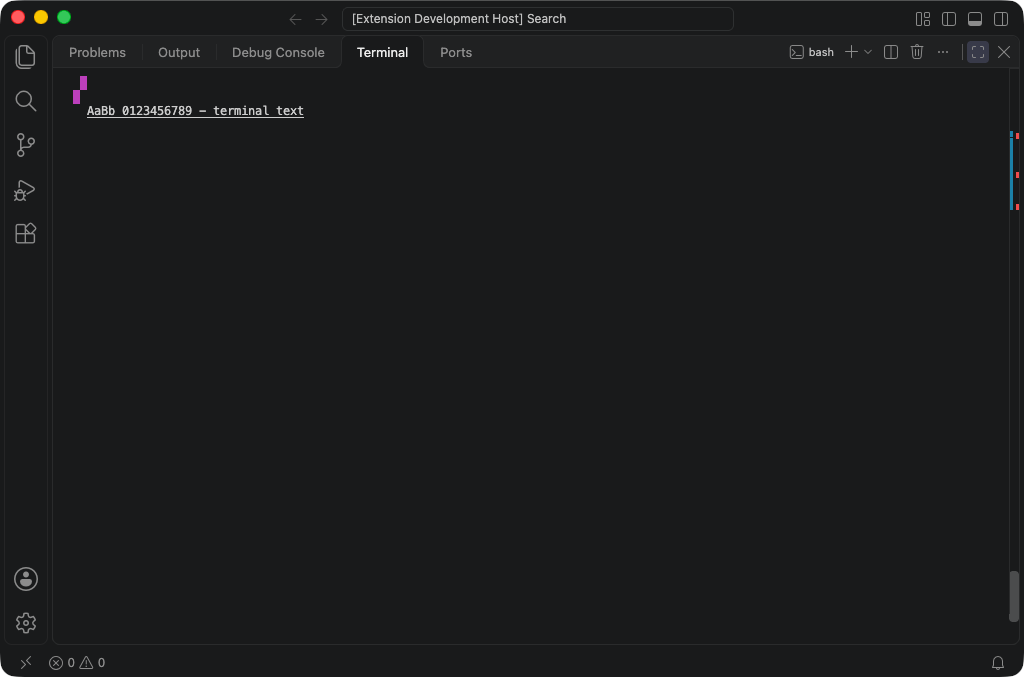 [Extension Development Host] Search
Problems Output Debug Console Terminal Ports bash
AaBb 0123456789 — terminal text
0 0